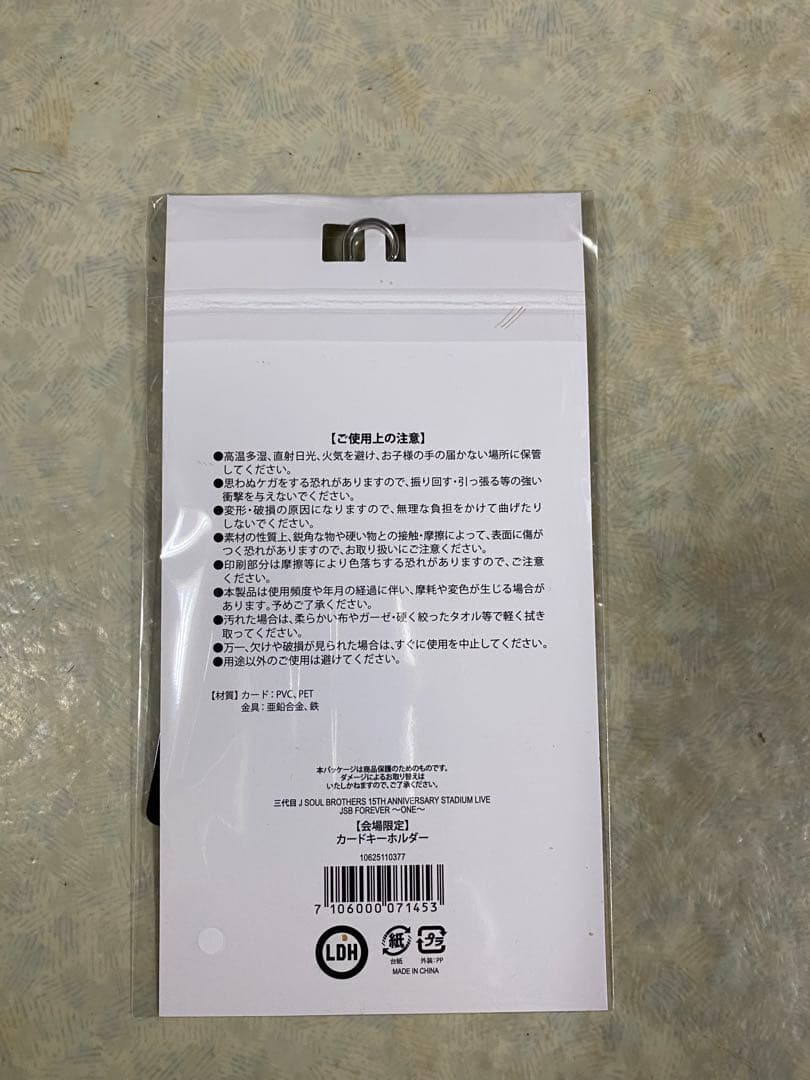 【ご使用上の注意】
●高温多湿、直射日光、火気を避け、お子様の手の届かない場所に保管
してください。
●思わぬケガをする恐れがありますので、振り回す・引っ張る等の強い
衝撃を与えないでください。
●変形・破損の原因になりますので、無理な負担をかけて曲げたり
しないでください。
●素材の性質上、鋭角な物や硬い物との接触・摩擦によって、表面に傷が
つく恐れがありますので、お取り扱いにご注意ください。
●印刷部分は摩擦等により色落ちする恐れがありますので、ご注意
ください。
●本製品は使用頻度や年月の経過に伴い、摩耗や変色が生じる場合が
あります。予めご了承ください。
●汚れた場合は、柔らかい布やガーゼ・硬く絞ったタオル等で軽く拭き
取ってください。
●万一、欠けや破損が見られた場合は、すぐに使用を中止してください。
●用途以外のご使用は避けてください。
【材質】カード：PVC、PET
金具：亜鉛合金、鉄
本パッケージは商品保護のためのものです。
ダメージによるお取り替えは
いたしかねますので、ご了承ください。
三代目 J SOUL BROTHERS 15TH ANNIVERSARY STADIUM LIVE
JSB FOREVER 〜ONE〜
【会場限定】
カードキーホルダー
10625110377
7 106000 071453
LDH
紙
台紙
プラ
外装：PP
MADE IN CHINA